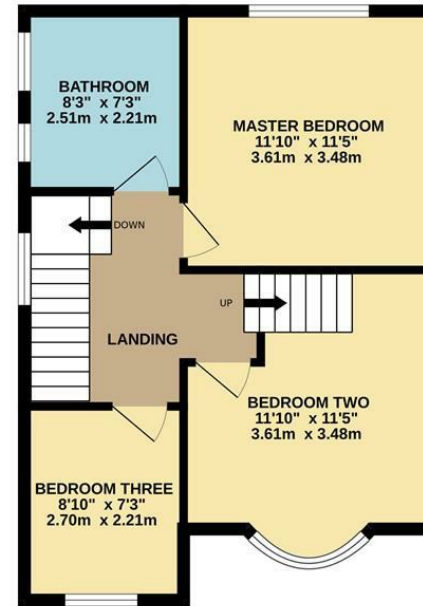 BATHROOM
8'3" x 7'3"
2.51m x 2.21m
MASTER BEDROOM
11'10" x 11'5"
3.61m x 3.48m
DOWN
UP
LANDING
BEDROOM TWO
11'10" x 11'5"
3.61m x 3.48m
BEDROOM THREE
8'10" x 7'3"
2.70m x 2.21m